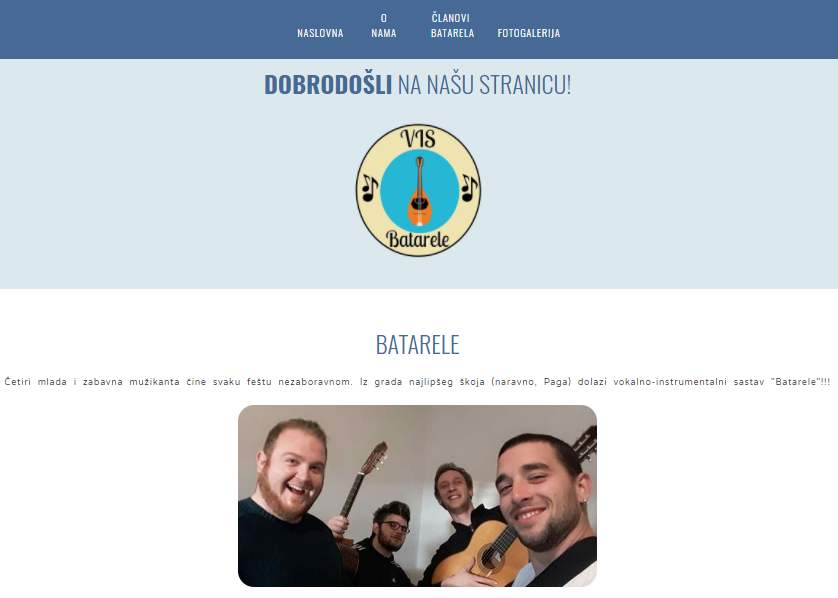 NASLOVNA
O
NAMA
ČLANOVI
BATARELA
FOTOGALERIJA
DOBRODOŠLI NA NAŠU STRANICU!
VIS
Batarele
BATARELE
Četiri mlada i zabavna mužikanta čine svaku feštu nezaboravnom. Iz grada najlipšeg škoja (naravno, Paga) dolazi vokalno-instrumentalni sastav "Batarele"!!!